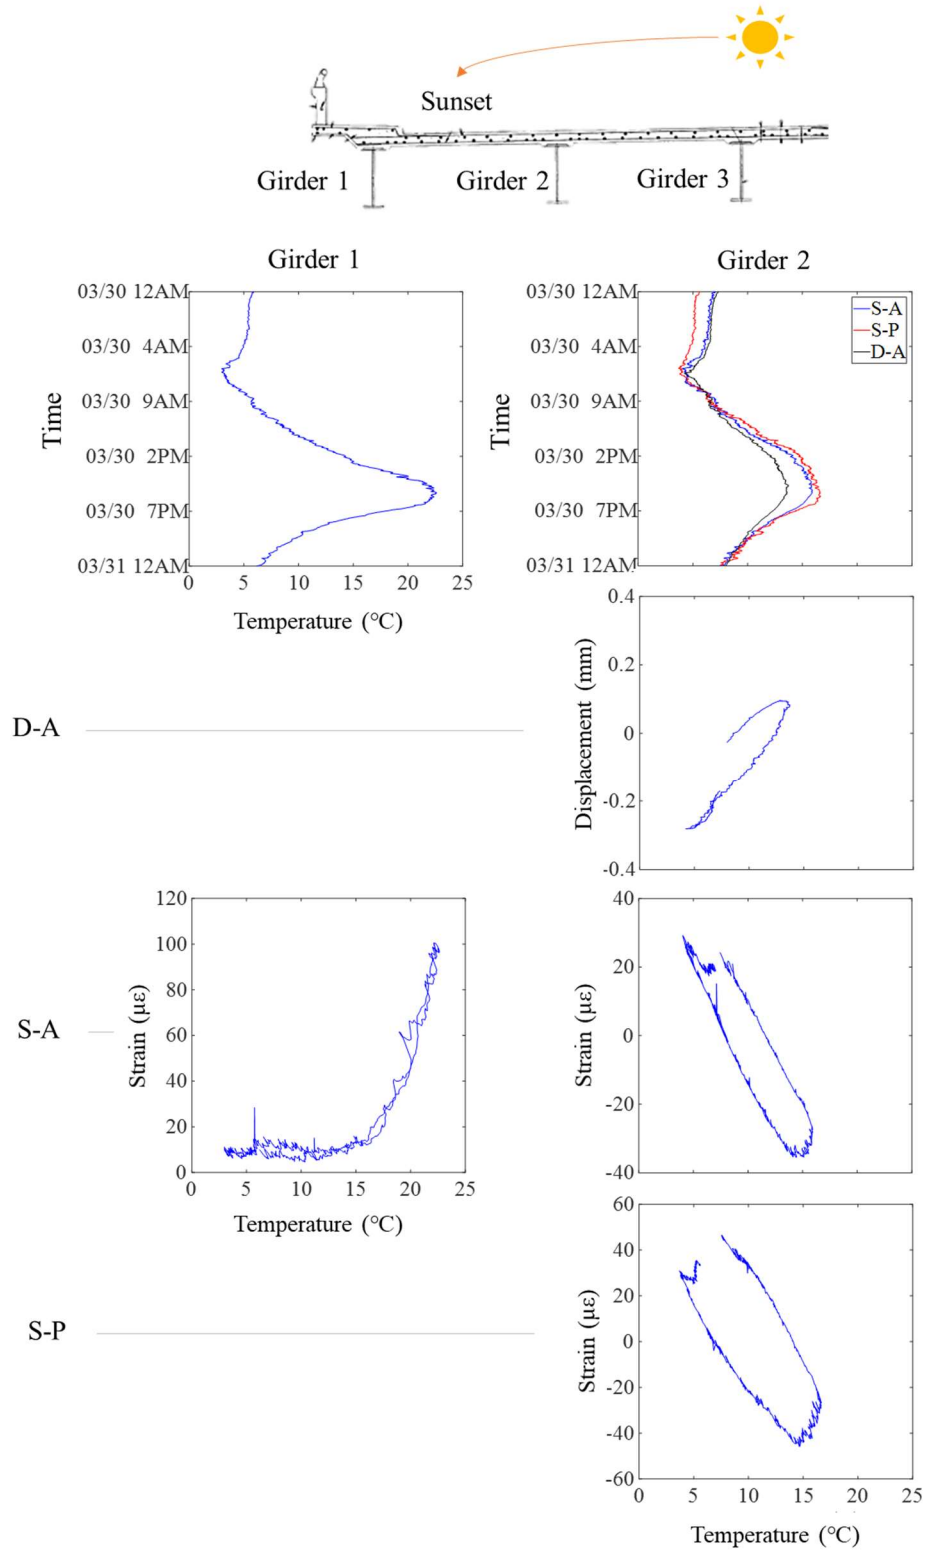 Sunset
Girder 1
Girder 2
Girder 3
Girder 1
03/30 12AM
03/30 4AM
03/30 9AM
03/30 2PM
03/30 7PM
03/31 12AM
Time
0 5 10 15 20 25
Temperature (°C)
Girder 2
03/30 12AM
03/30 4AM
03/30 9AM
03/30 2PM
03/30 7PM
03/31 12AM
Time
S-A
S-P
D-A
D-A
0.4
0.2
0
-0.2
-0.4
Displacement (mm)
S-A
120
100
80
60
40
20
0
Strain (με)
0 5 10 15 20 25
Temperature (°C)
40
20
0
-20
-40
Strain (με)
S-P
60
40
20
0
-20
-40
-60
Strain (με)
0 5 10 15 20 25
Temperature (°C)